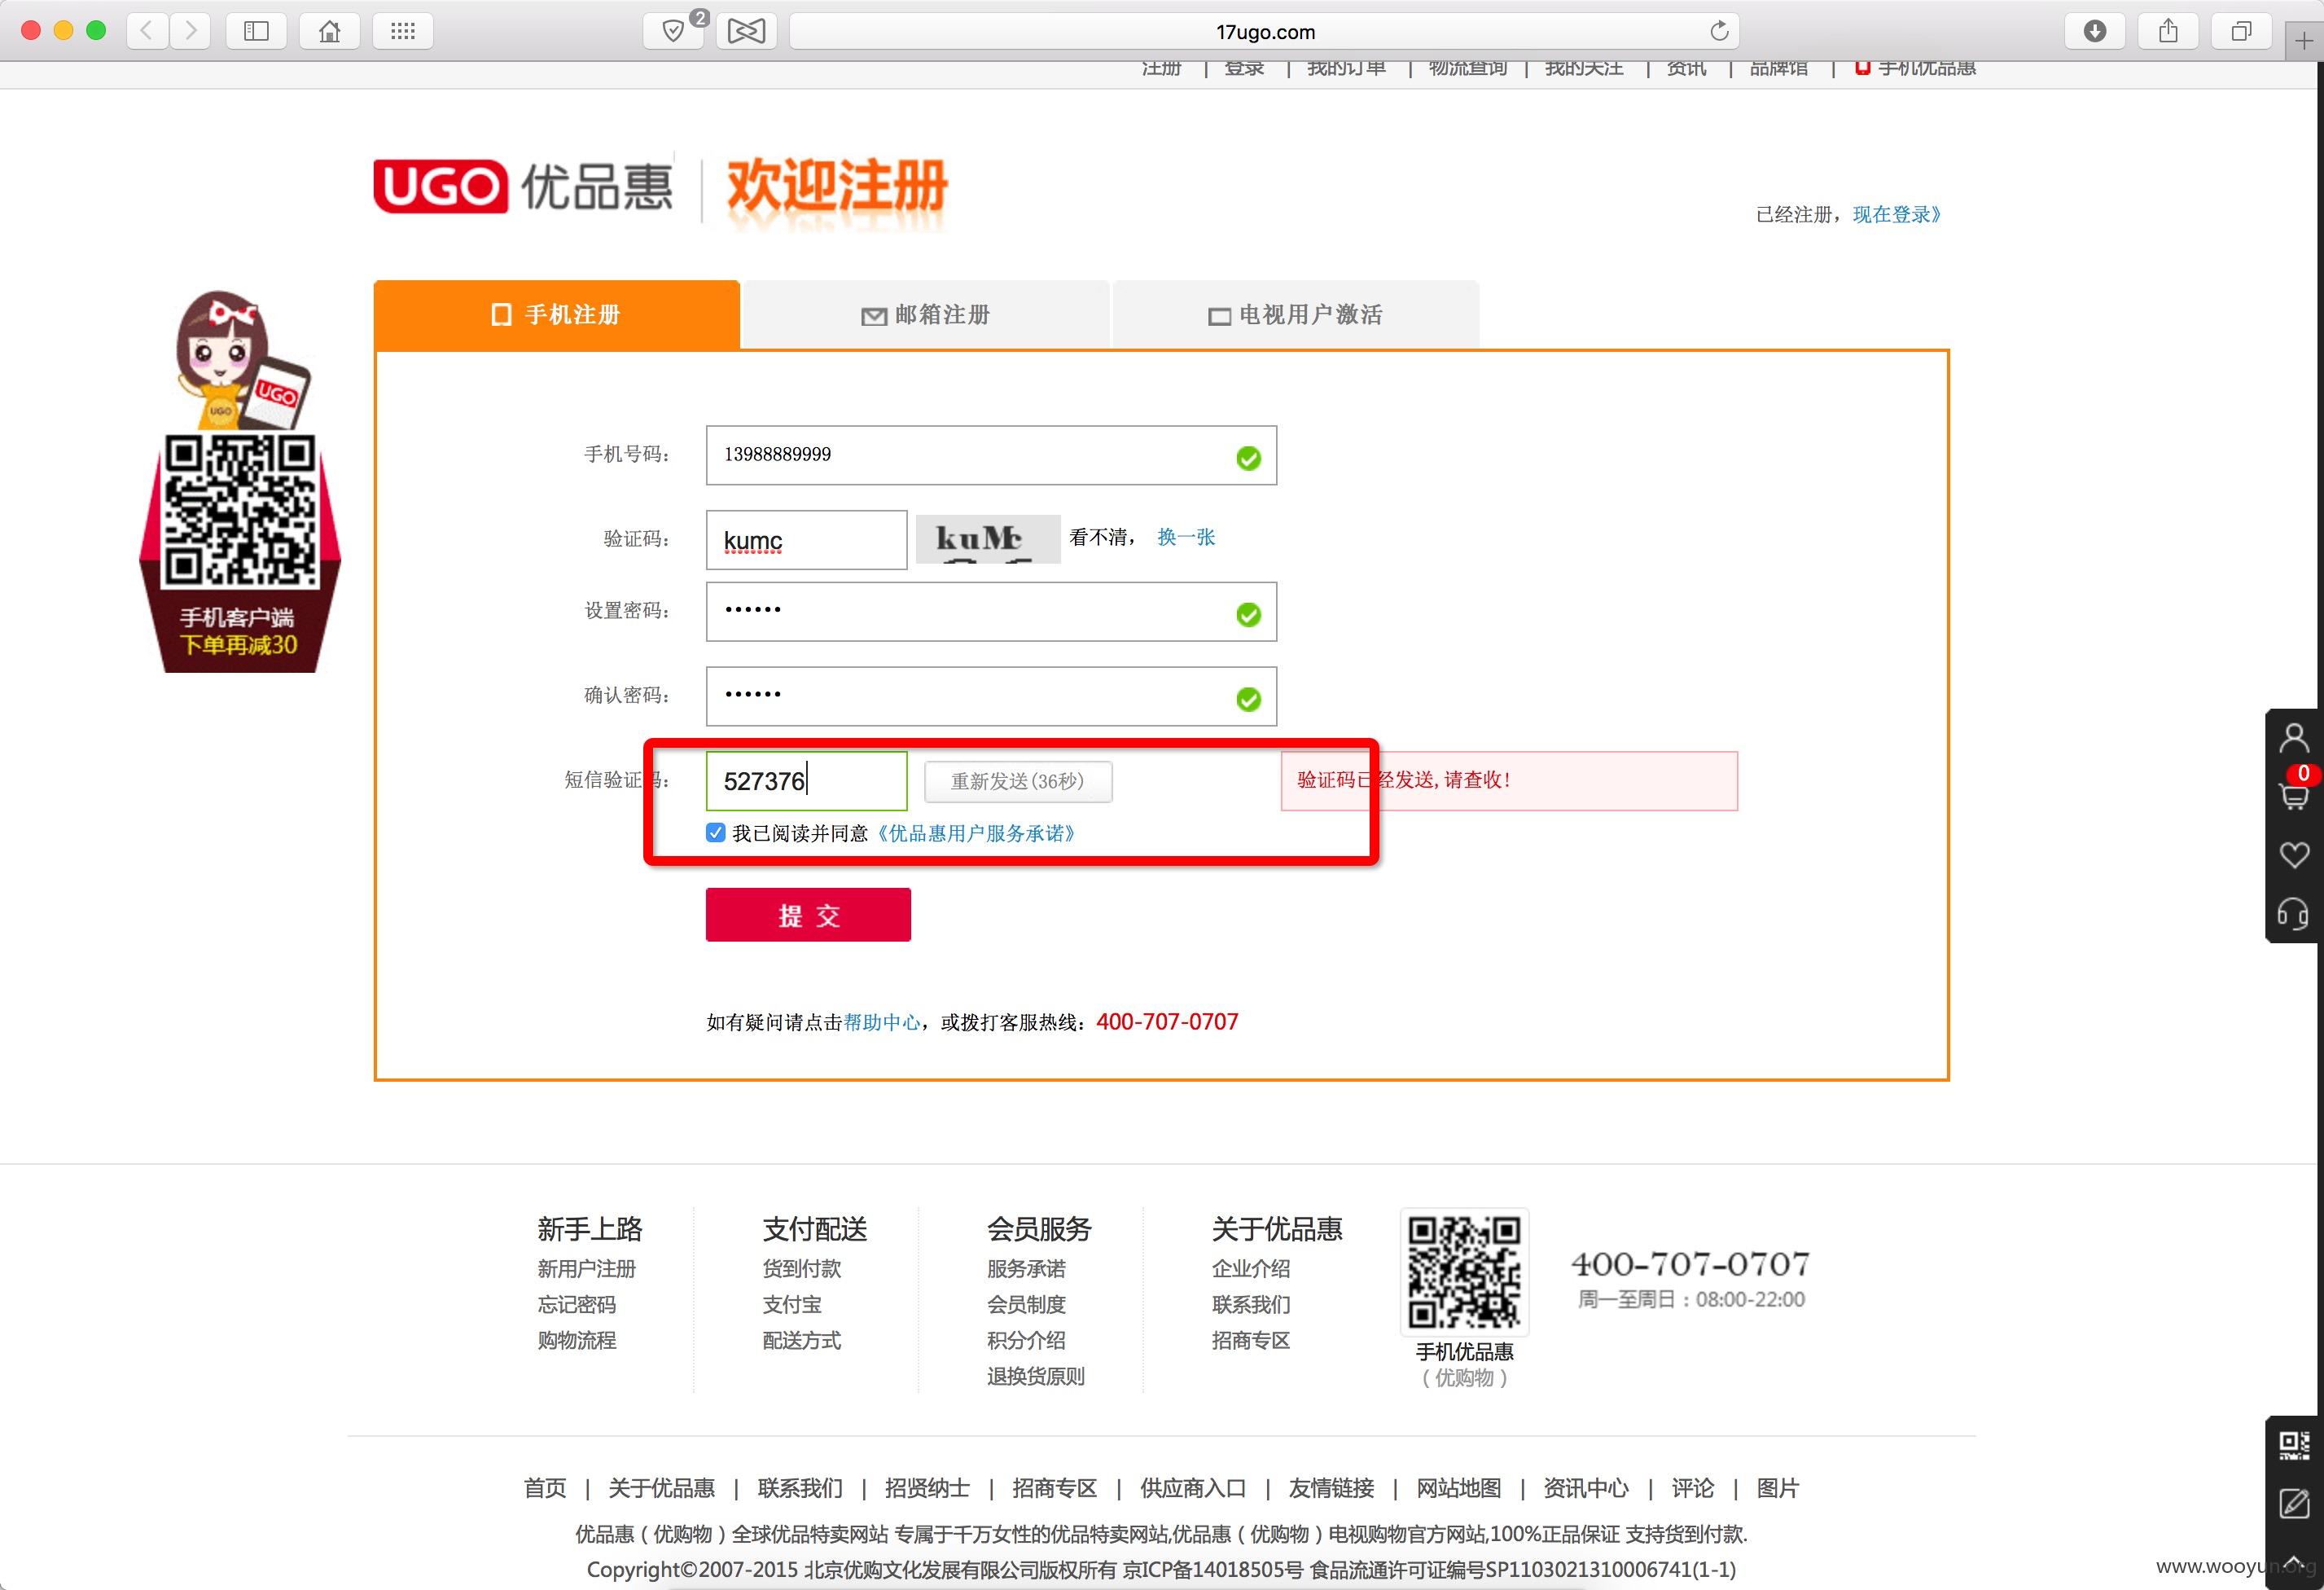 2
17ugo.com
注册 | 登录 | 我的订单 | 物流查询 | 我的关注 | 资讯 | 品牌馆 | 手机优品惠
UGO 优品惠 | 欢迎注册
已经注册，现在登录》
手机注册
邮箱注册
电视用户激活
UGO
UGO
手机客户端
下单再减30
手机号码：
13988889999
验证码：
kumc
kuMc
看不清， 换一张
设置密码：
••••••
确认密码：
••••••
短信验证码：
527376
重新发送(36秒)
验证码已经发送,请查收!
我已阅读并同意《优品惠用户服务承诺》
提 交
如有疑问请点击帮助中心，或拨打客服热线：400-707-0707
0
新手上路
新用户注册
忘记密码
购物流程
支付配送
货到付款
支付宝
配送方式
会员服务
服务承诺
会员制度
积分介绍
退换货原则
关于优品惠
企业介绍
联系我们
招商专区
手机优品惠
（优购物）
400-707-0707
周一至周日：08:00-22:00
首页 | 关于优品惠 | 联系我们 | 招贤纳士 | 招商专区 | 供应商入口 | 友情链接 | 网站地图 | 资讯中心 | 评论 | 图片
优品惠（优购物）全球优品特卖网站 专属于千万女性的优品特卖网站,优品惠（优购物）电视购物官方网站,100%正品保证 支持货到付款.
Copyright©2007-2015 北京优购文化发展有限公司版权所有 京ICP备14018505号 食品流通许可证编号SP1103021310006741(1-1)
www.wooyun.org